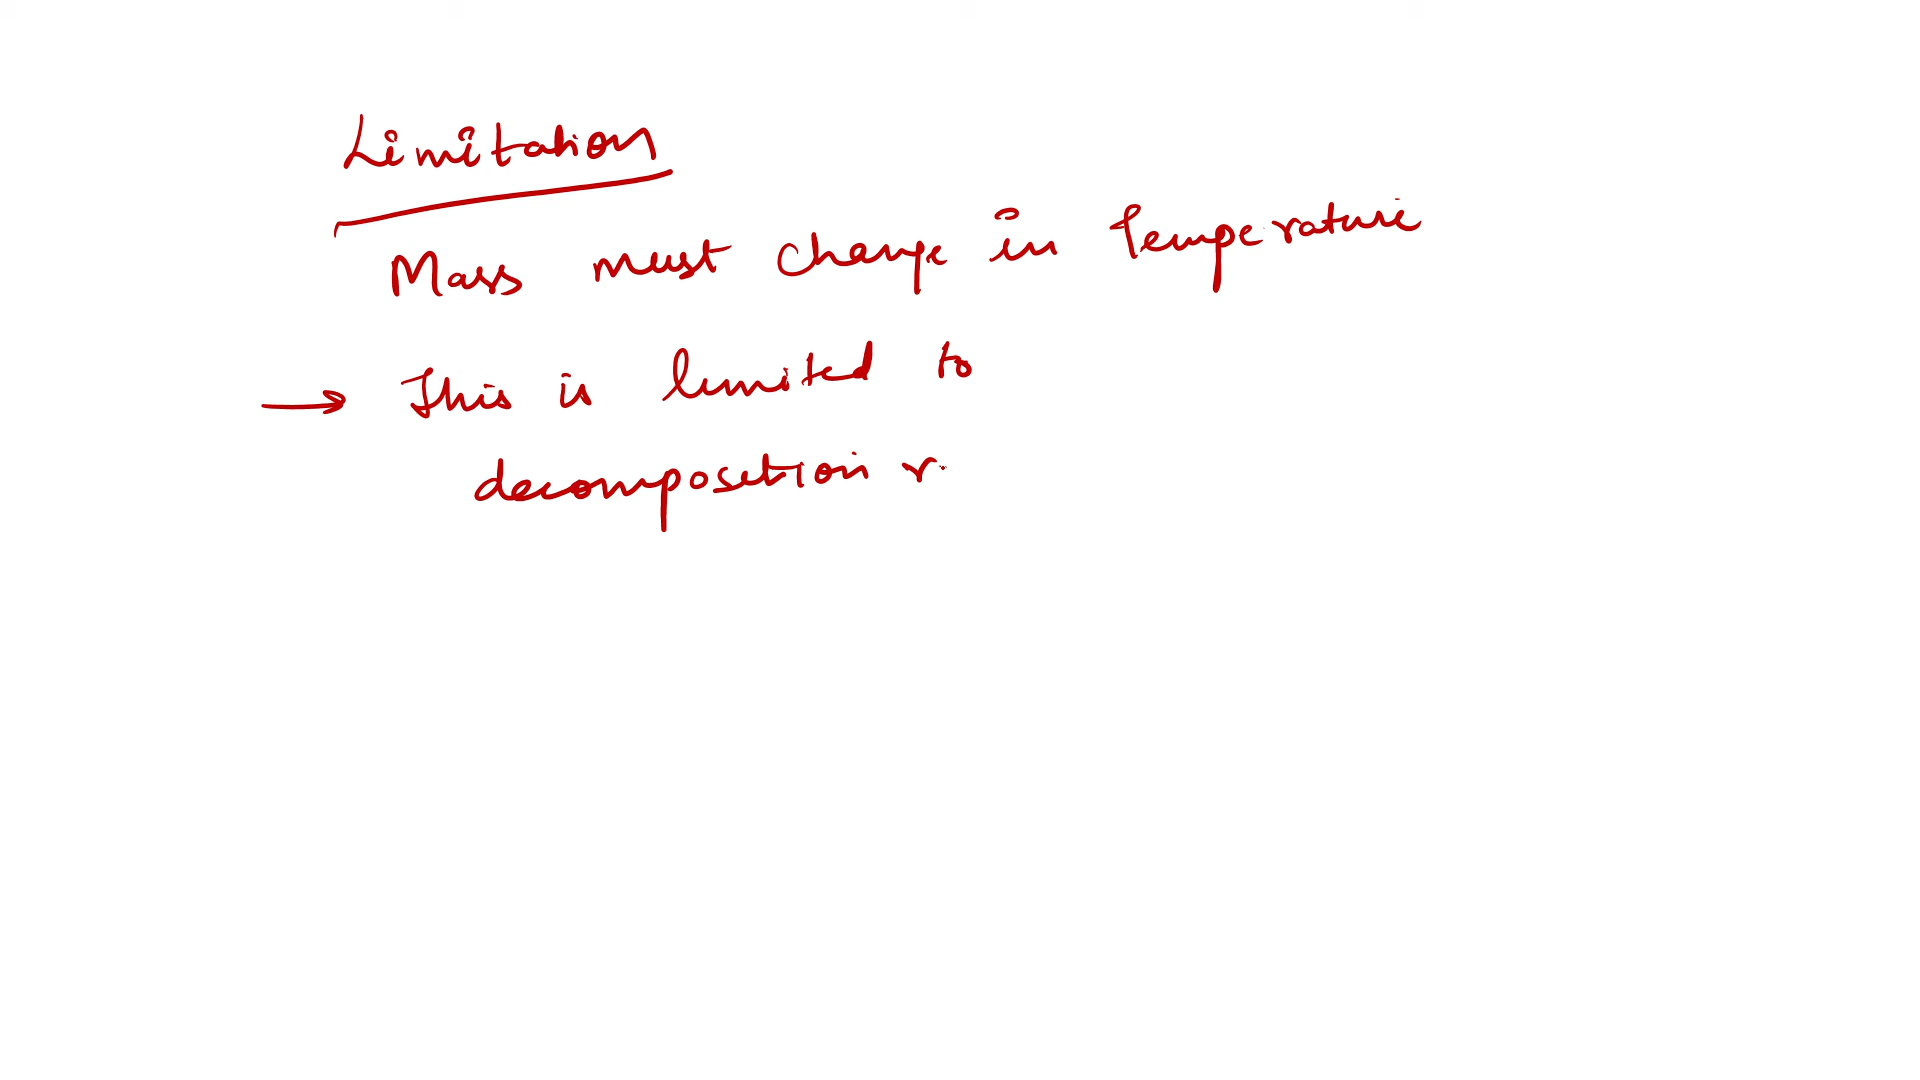 Limitation
Mass must change in Temperature
→ This is limited to
decomposition r